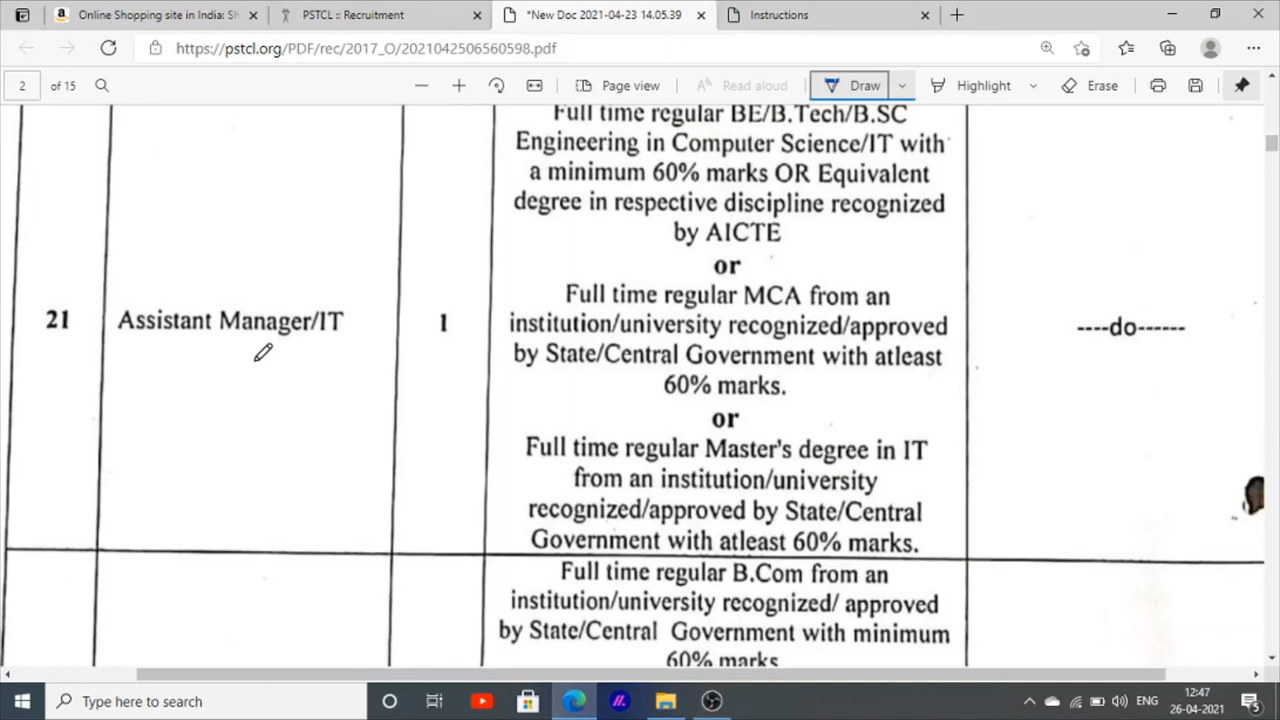 Online Shopping site in India: Sh
PSTCL :: Recruitment
*New Doc 2021-04-23 14.05.39
Instructions
https://pstcl.org/PDF/rec/2017_O/2021042506560598.pdf
2 of 15
Page view
Read aloud
Draw
Highlight
Erase
Full time regular BE/B.Tech/B.SC
Engineering in Computer Science/IT with
a minimum 60% marks OR Equivalent
degree in respective discipline recognized
by AICTE
or
Full time regular MCA from an
institution/university recognized/approved
by State/Central Government with atleast
60% marks.
or
Full time regular Master's degree in IT
from an institution/university
recognized/approved by State/Central
Government with atleast 60% marks.
21
Assistant Manager/IT
1
----do------
Full time regular B.Com from an
institution/university recognized/ approved
by State/Central Government with minimum
60% marks
Type here to search
ENG
12:47
26-04-2021
5